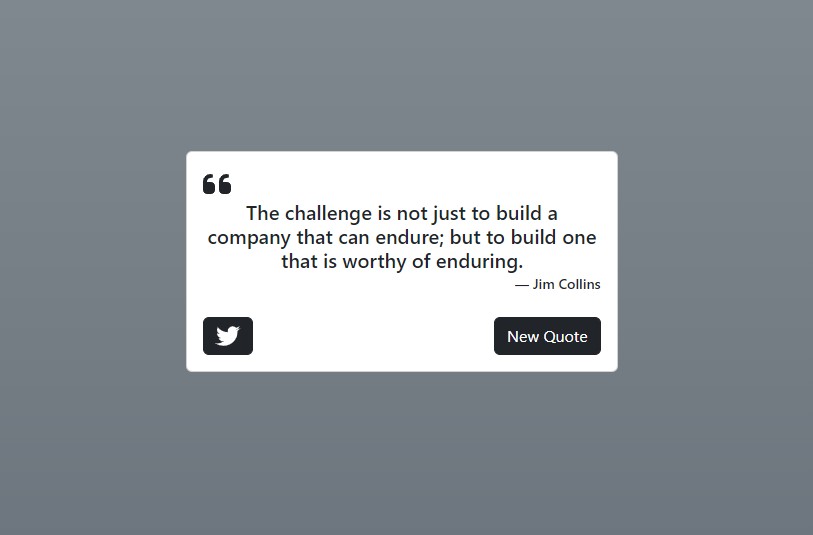 The challenge is not just to build a
company that can endure; but to build one
that is worthy of enduring.
— Jim Collins
New Quote